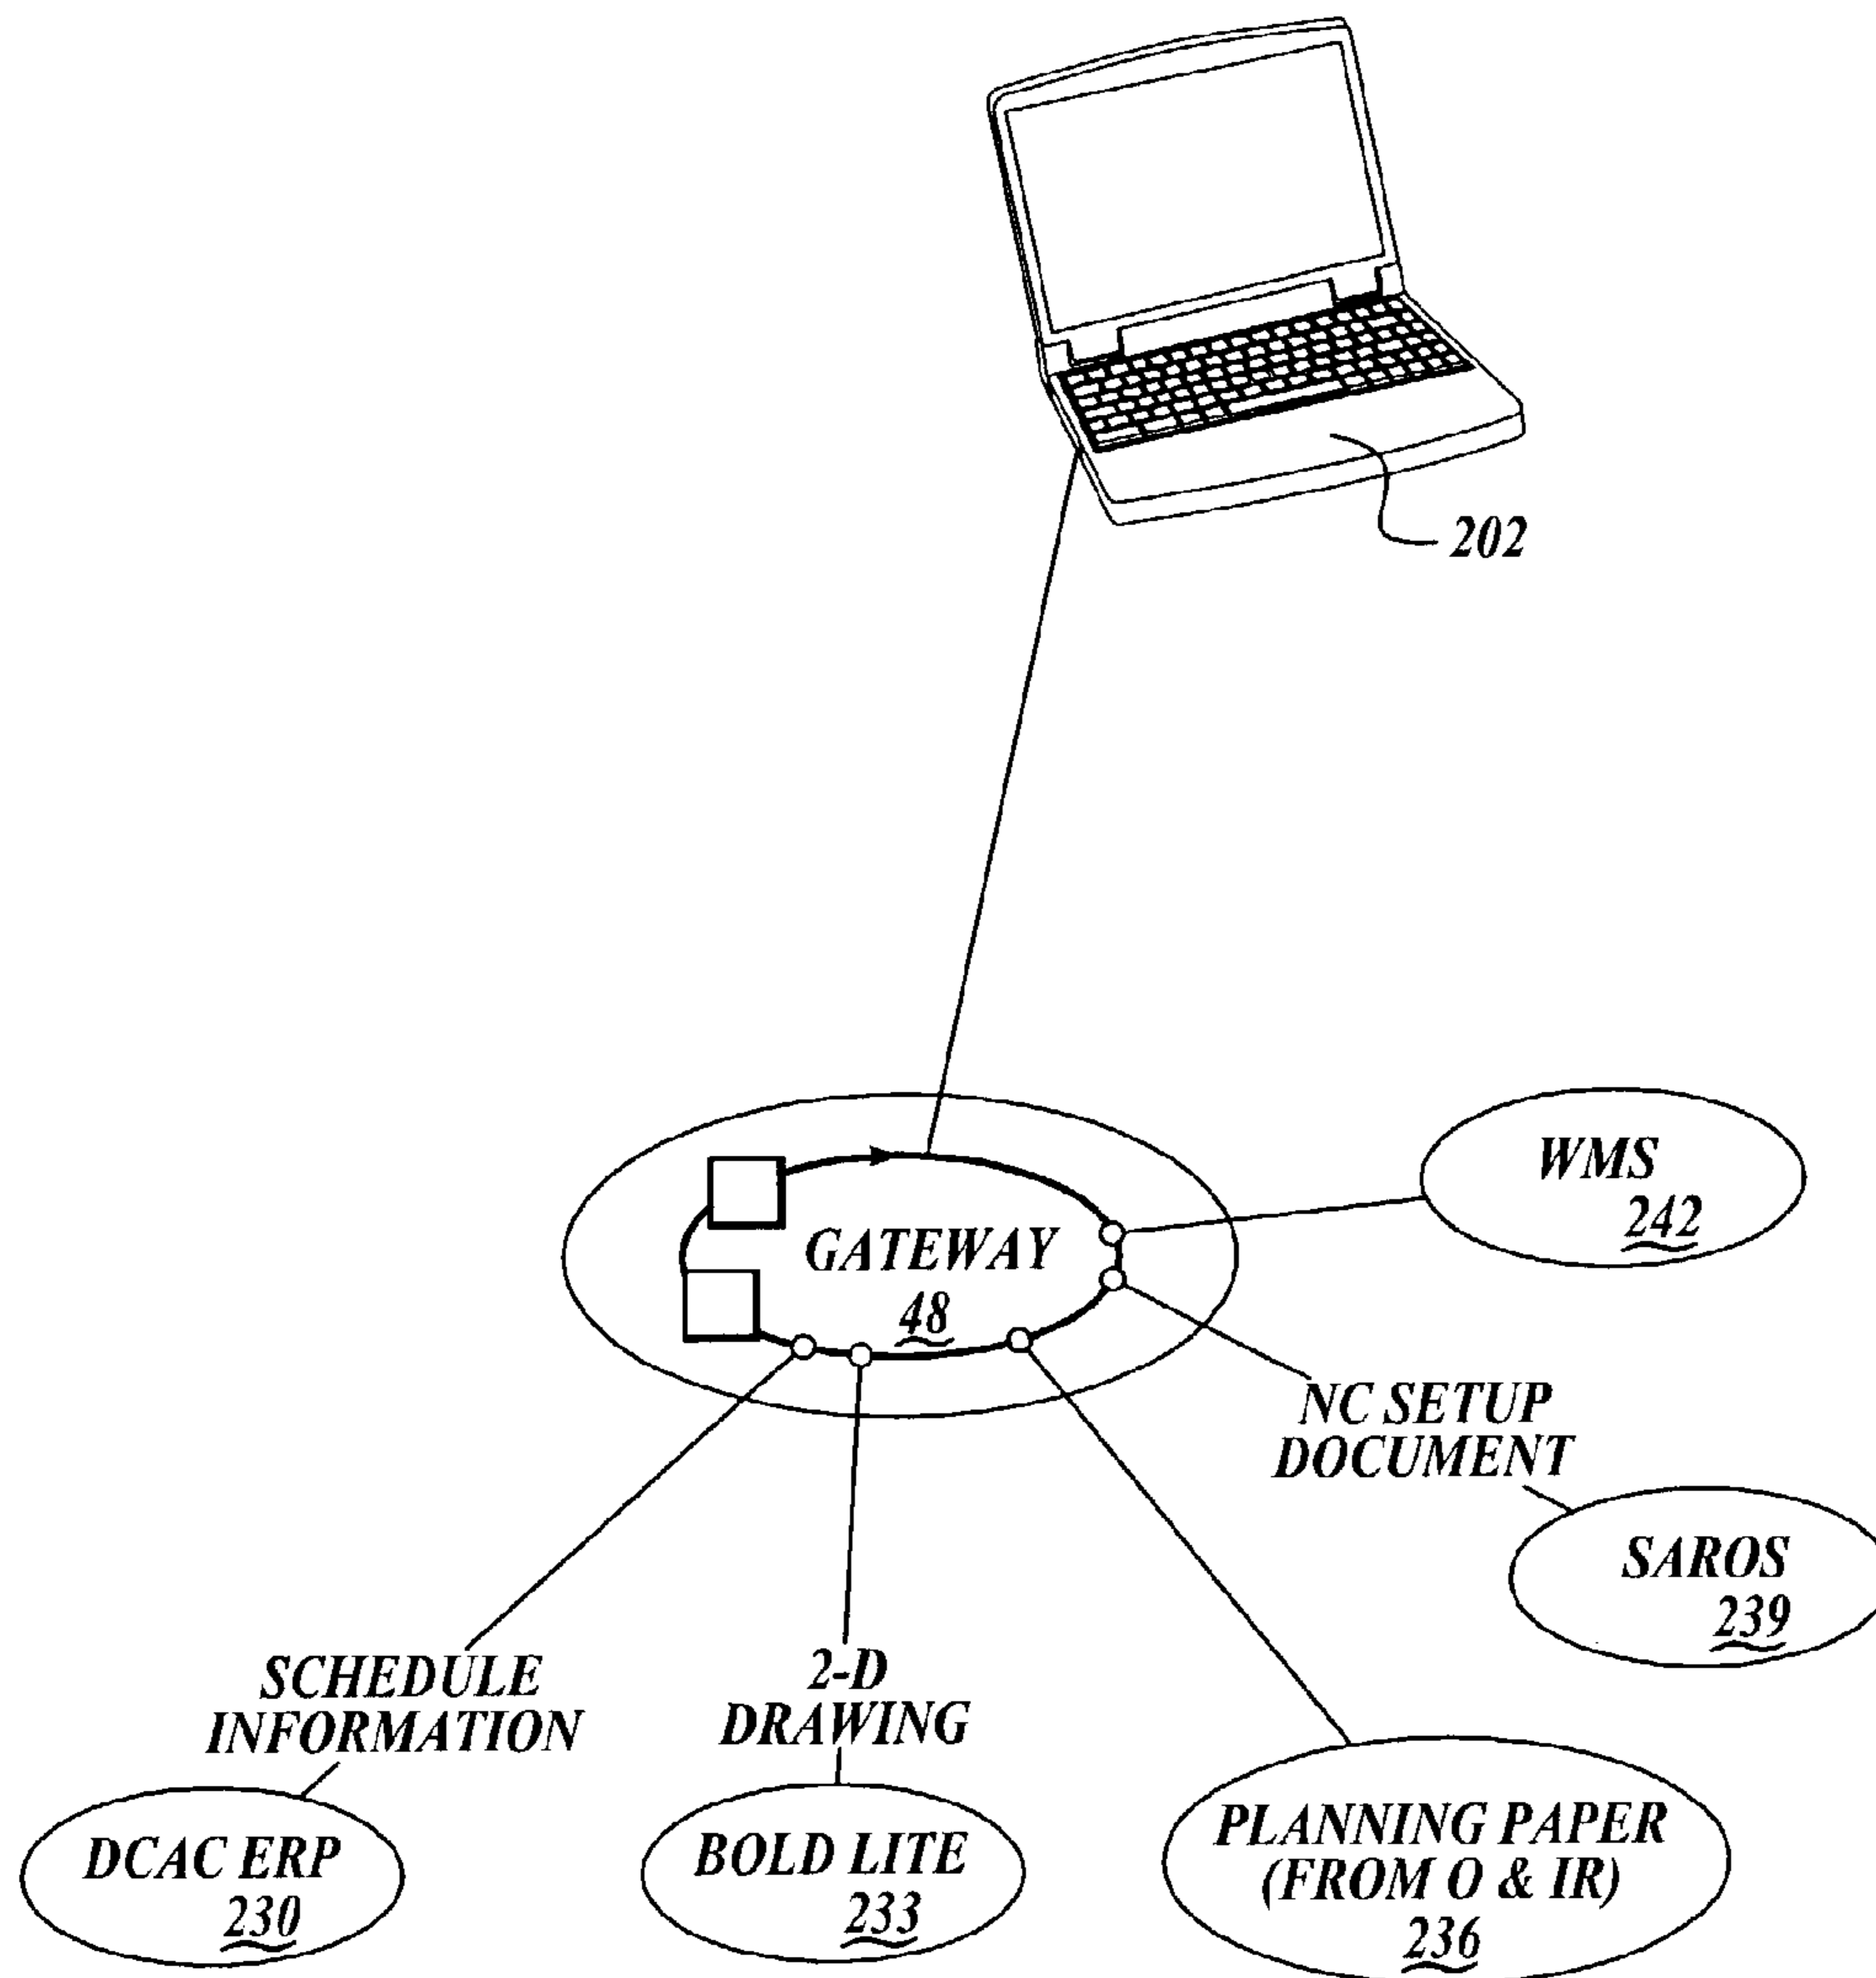 202
WMS
242
GATEWAY
48
NC SETUP
DOCUMENT
SAROS
239
SCHEDULE
INFORMATION
2-D
DRAWING
DCAC ERP
230
BOLD LITE
233
PLANNING PAPER
(FROM O & IR)
236